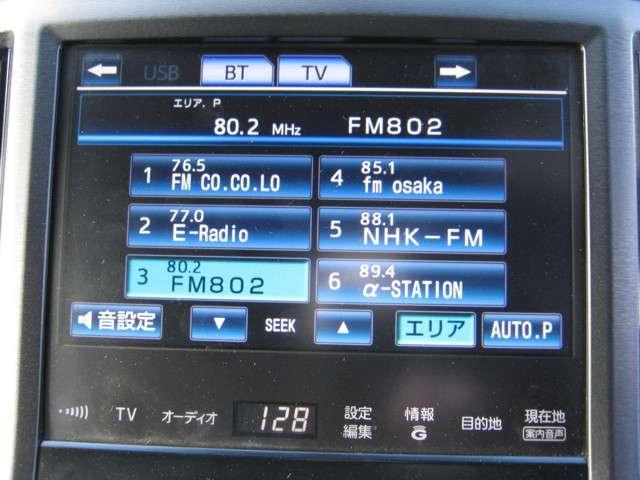 USB BT TV
エリア. P
80.2 MHz FM802
1 76.5 FM CO.CO.LO
4 85.1 fm osaka
2 77.0 E-Radio
5 88.1 NHK-FM
3 80.2 FM802
6 89.4 α-STATION
音設定 ▼ SEEK ▲ エリア AUTO.P
TV オーディオ 128 設定 編集 情報 G 目的地 現在地 案内音声